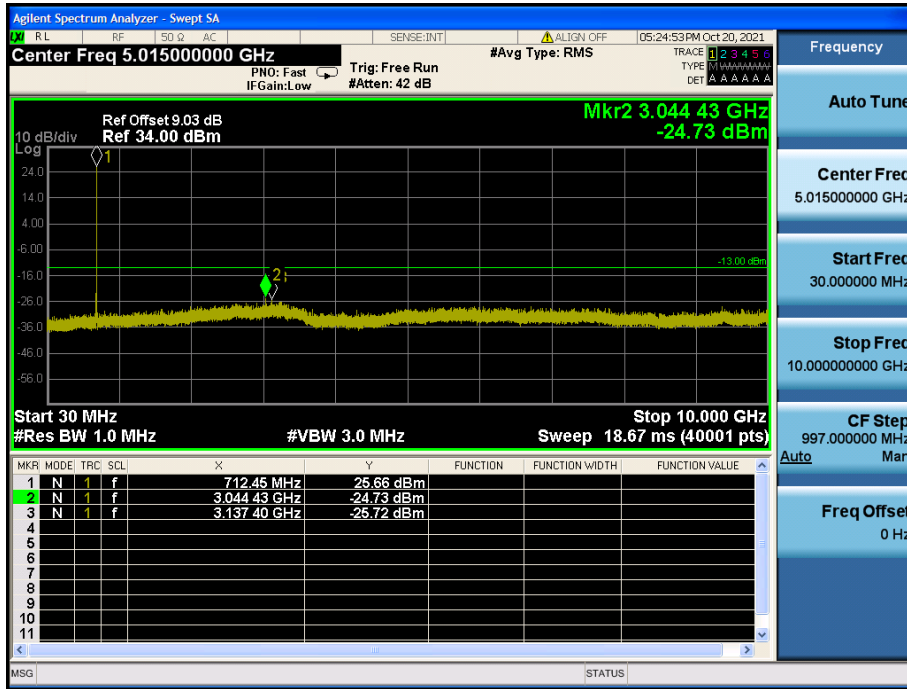 Agilent Spectrum Analyzer - Swept SA
LXI RL RF 50 Ω AC SENSE:INT ALIGN OFF 05:24:53 PM Oct 20, 2021
Center Freq 5.015000000 GHz #Avg Type: RMS TRACE 1 2 3 4 5 6
PNO: Fast Trig: Free Run TYPE M
IFGain:Low #Atten: 42 dB DET A A A A A A
Mkr2 3.044 43 GHz
-24.73 dBm
Ref Offset 9.03 dB
10 dB/div Ref 34.00 dBm
Log
1
24.0
14.0
4.00
-6.00
-13.00 dBm
-16.0
2
-26.0
-36.0
-46.0
-56.0
Start 30 MHz Stop 10.000 GHz
#Res BW 1.0 MHz #VBW 3.0 MHz Sweep 18.67 ms (40001 pts)
MKR MODE TRC SCL X Y FUNCTION FUNCTION WIDTH FUNCTION VALUE
1 N 1 f 712.45 MHz 25.66 dBm
2 N 1 f 3.044 43 GHz -24.73 dBm
3 N 1 f 3.137 40 GHz -25.72 dBm
4
5
6
7
8
9
10
11
MSG STATUS
Frequency
Auto Tune
Center Freq
5.015000000 GHz
Start Freq
30.000000 MHz
Stop Freq
10.000000000 GHz
CF Step
997.000000 MHz
Auto Man
Freq Offset
0 Hz